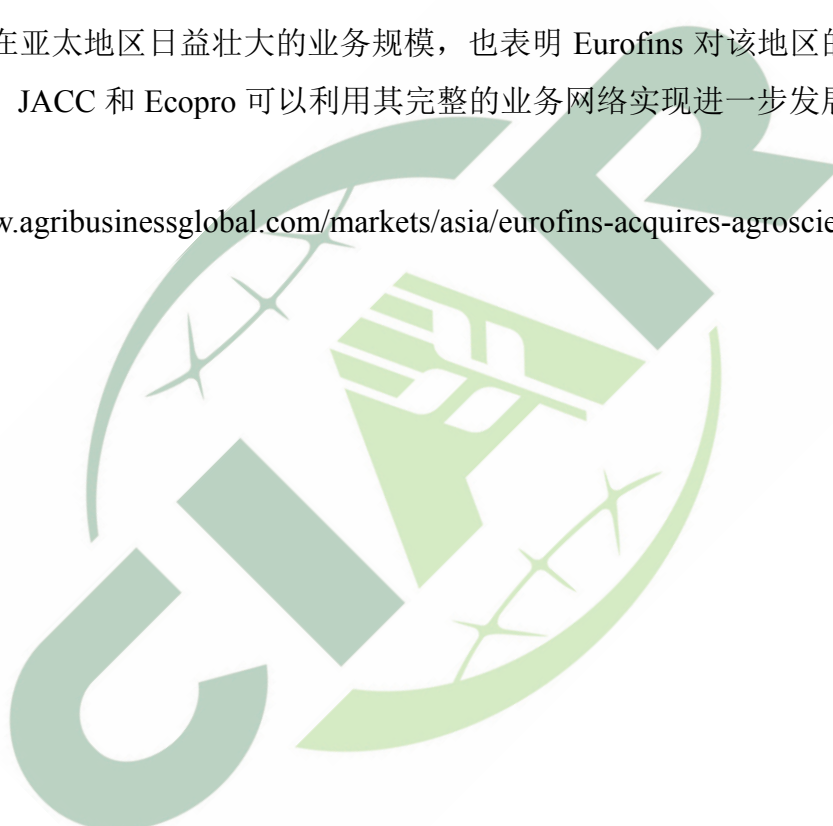 在亚太地区日益壮大的业务规模，也表明 Eurofins 对该地区的
JACC 和 Ecopro 可以利用其完整的业务网络实现进一步发展
w.agribusinessglobal.com/markets/asia/eurofins-acquires-agroscie
CIAR